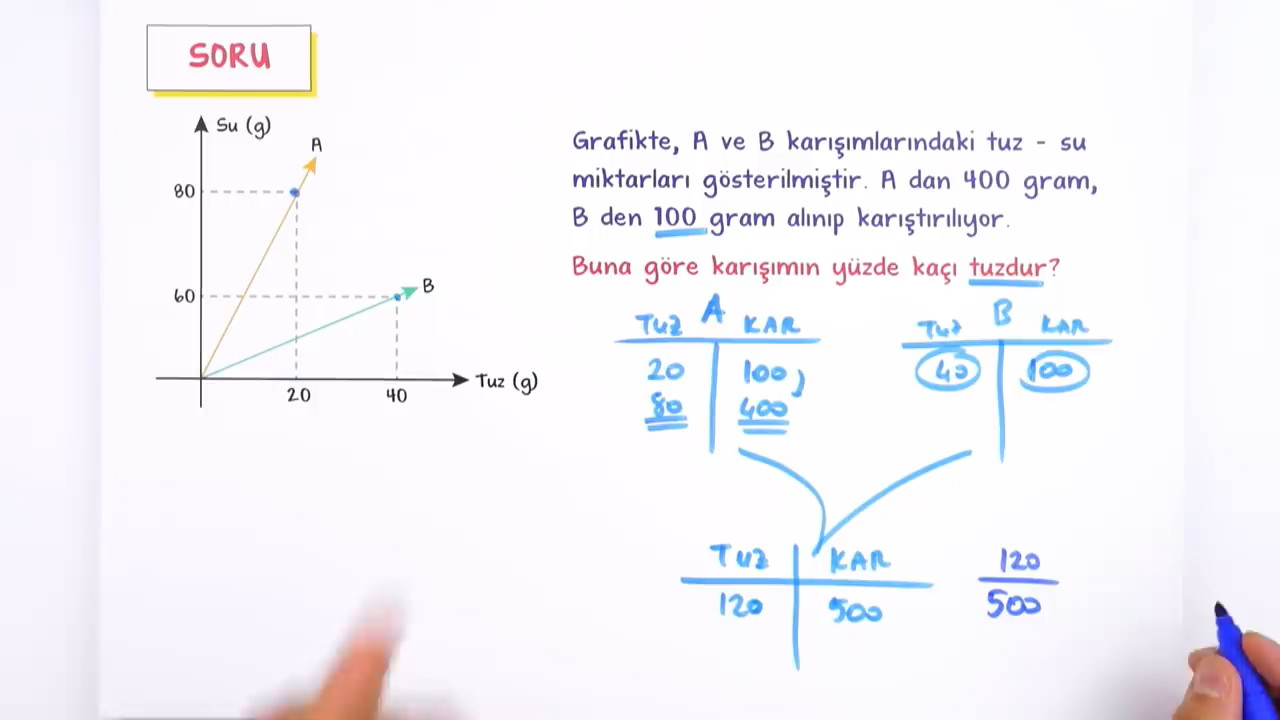 SORU
Su (g)
A
80
60
B
Tuz (g)
20
40
Grafikte, A ve B karışımlarındaki tuz - su
miktarları gösterilmiştir. A dan 400 gram,
B den 100 gram alınıp karıştırılıyor.
Buna göre karışımın yüzde kaçı tuzdur?
TUZ A KAR
20 100
80 400
TUZ B KAR
40 100
TUZ KAR
120 500
120
500